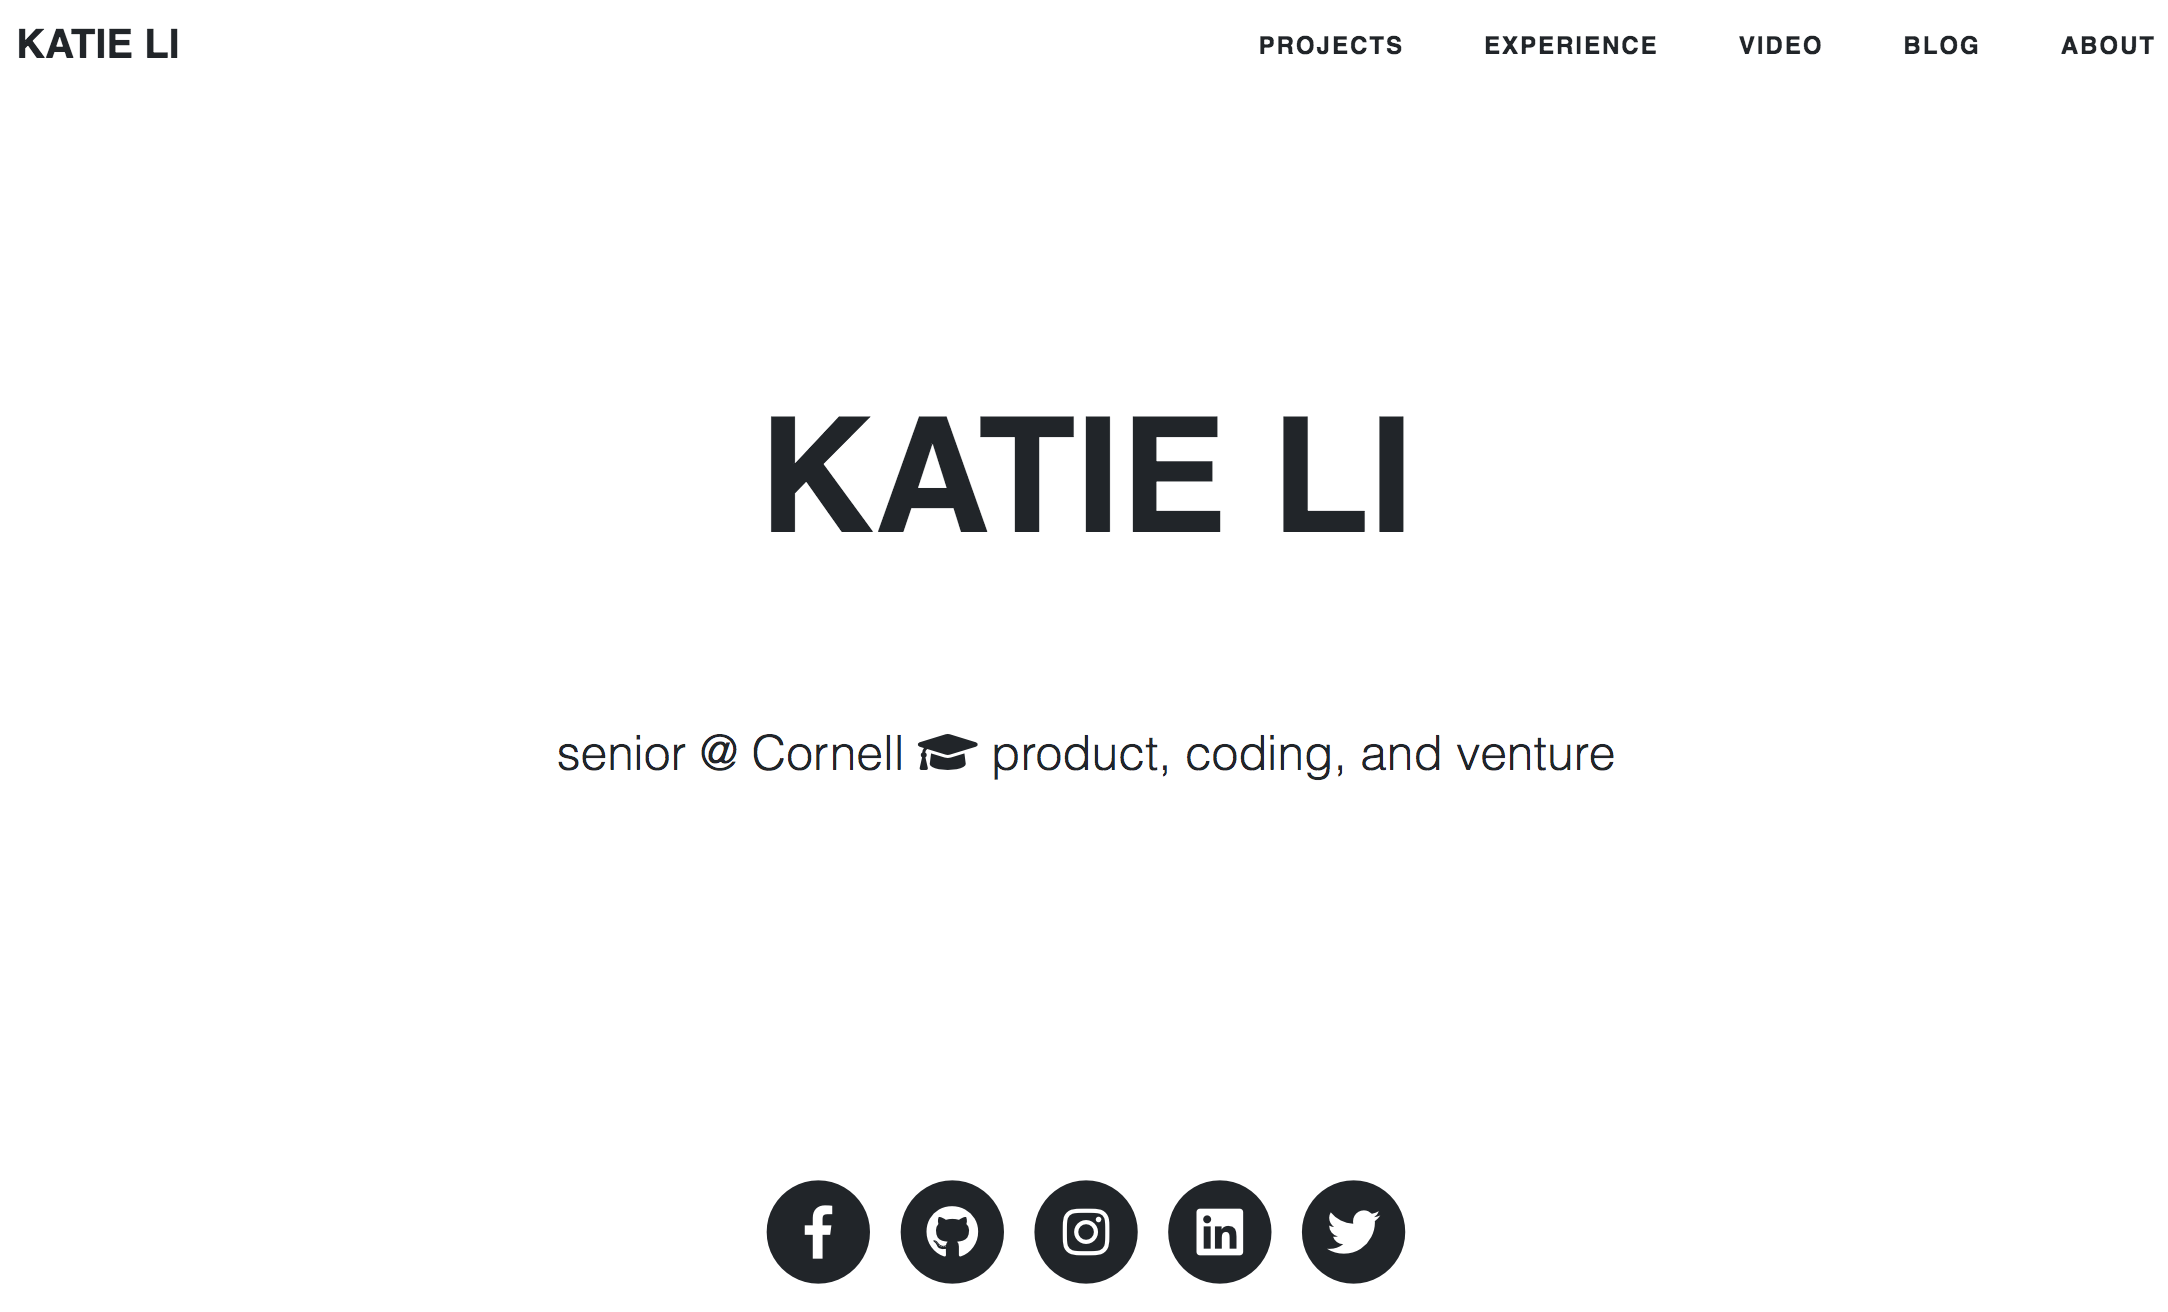 KATIE LI
PROJECTS EXPERIENCE VIDEO BLOG ABOUT
KATIE LI
senior @ Cornell product, coding, and venture